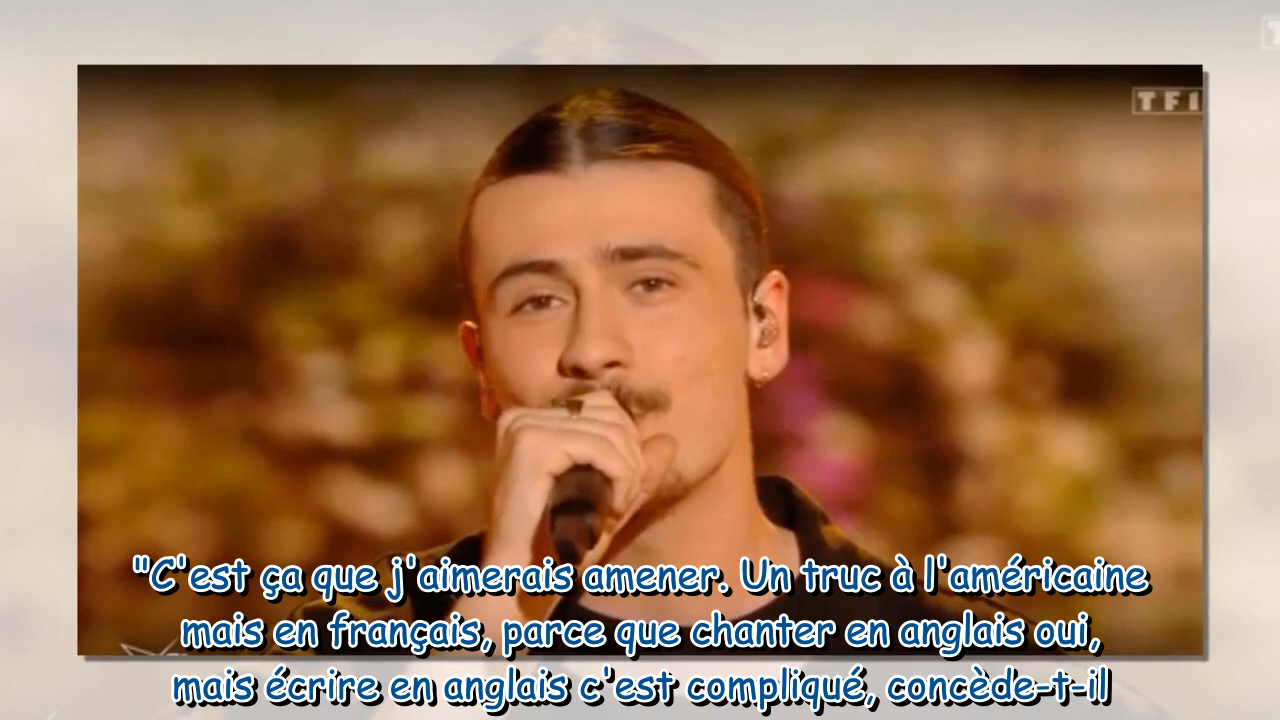 TF1
"C'est ça que j'aimerais amener. Un truc à l'américaine
mais en français, parce que chanter en anglais oui,
mais écrire en anglais c'est compliqué, concède-t-il